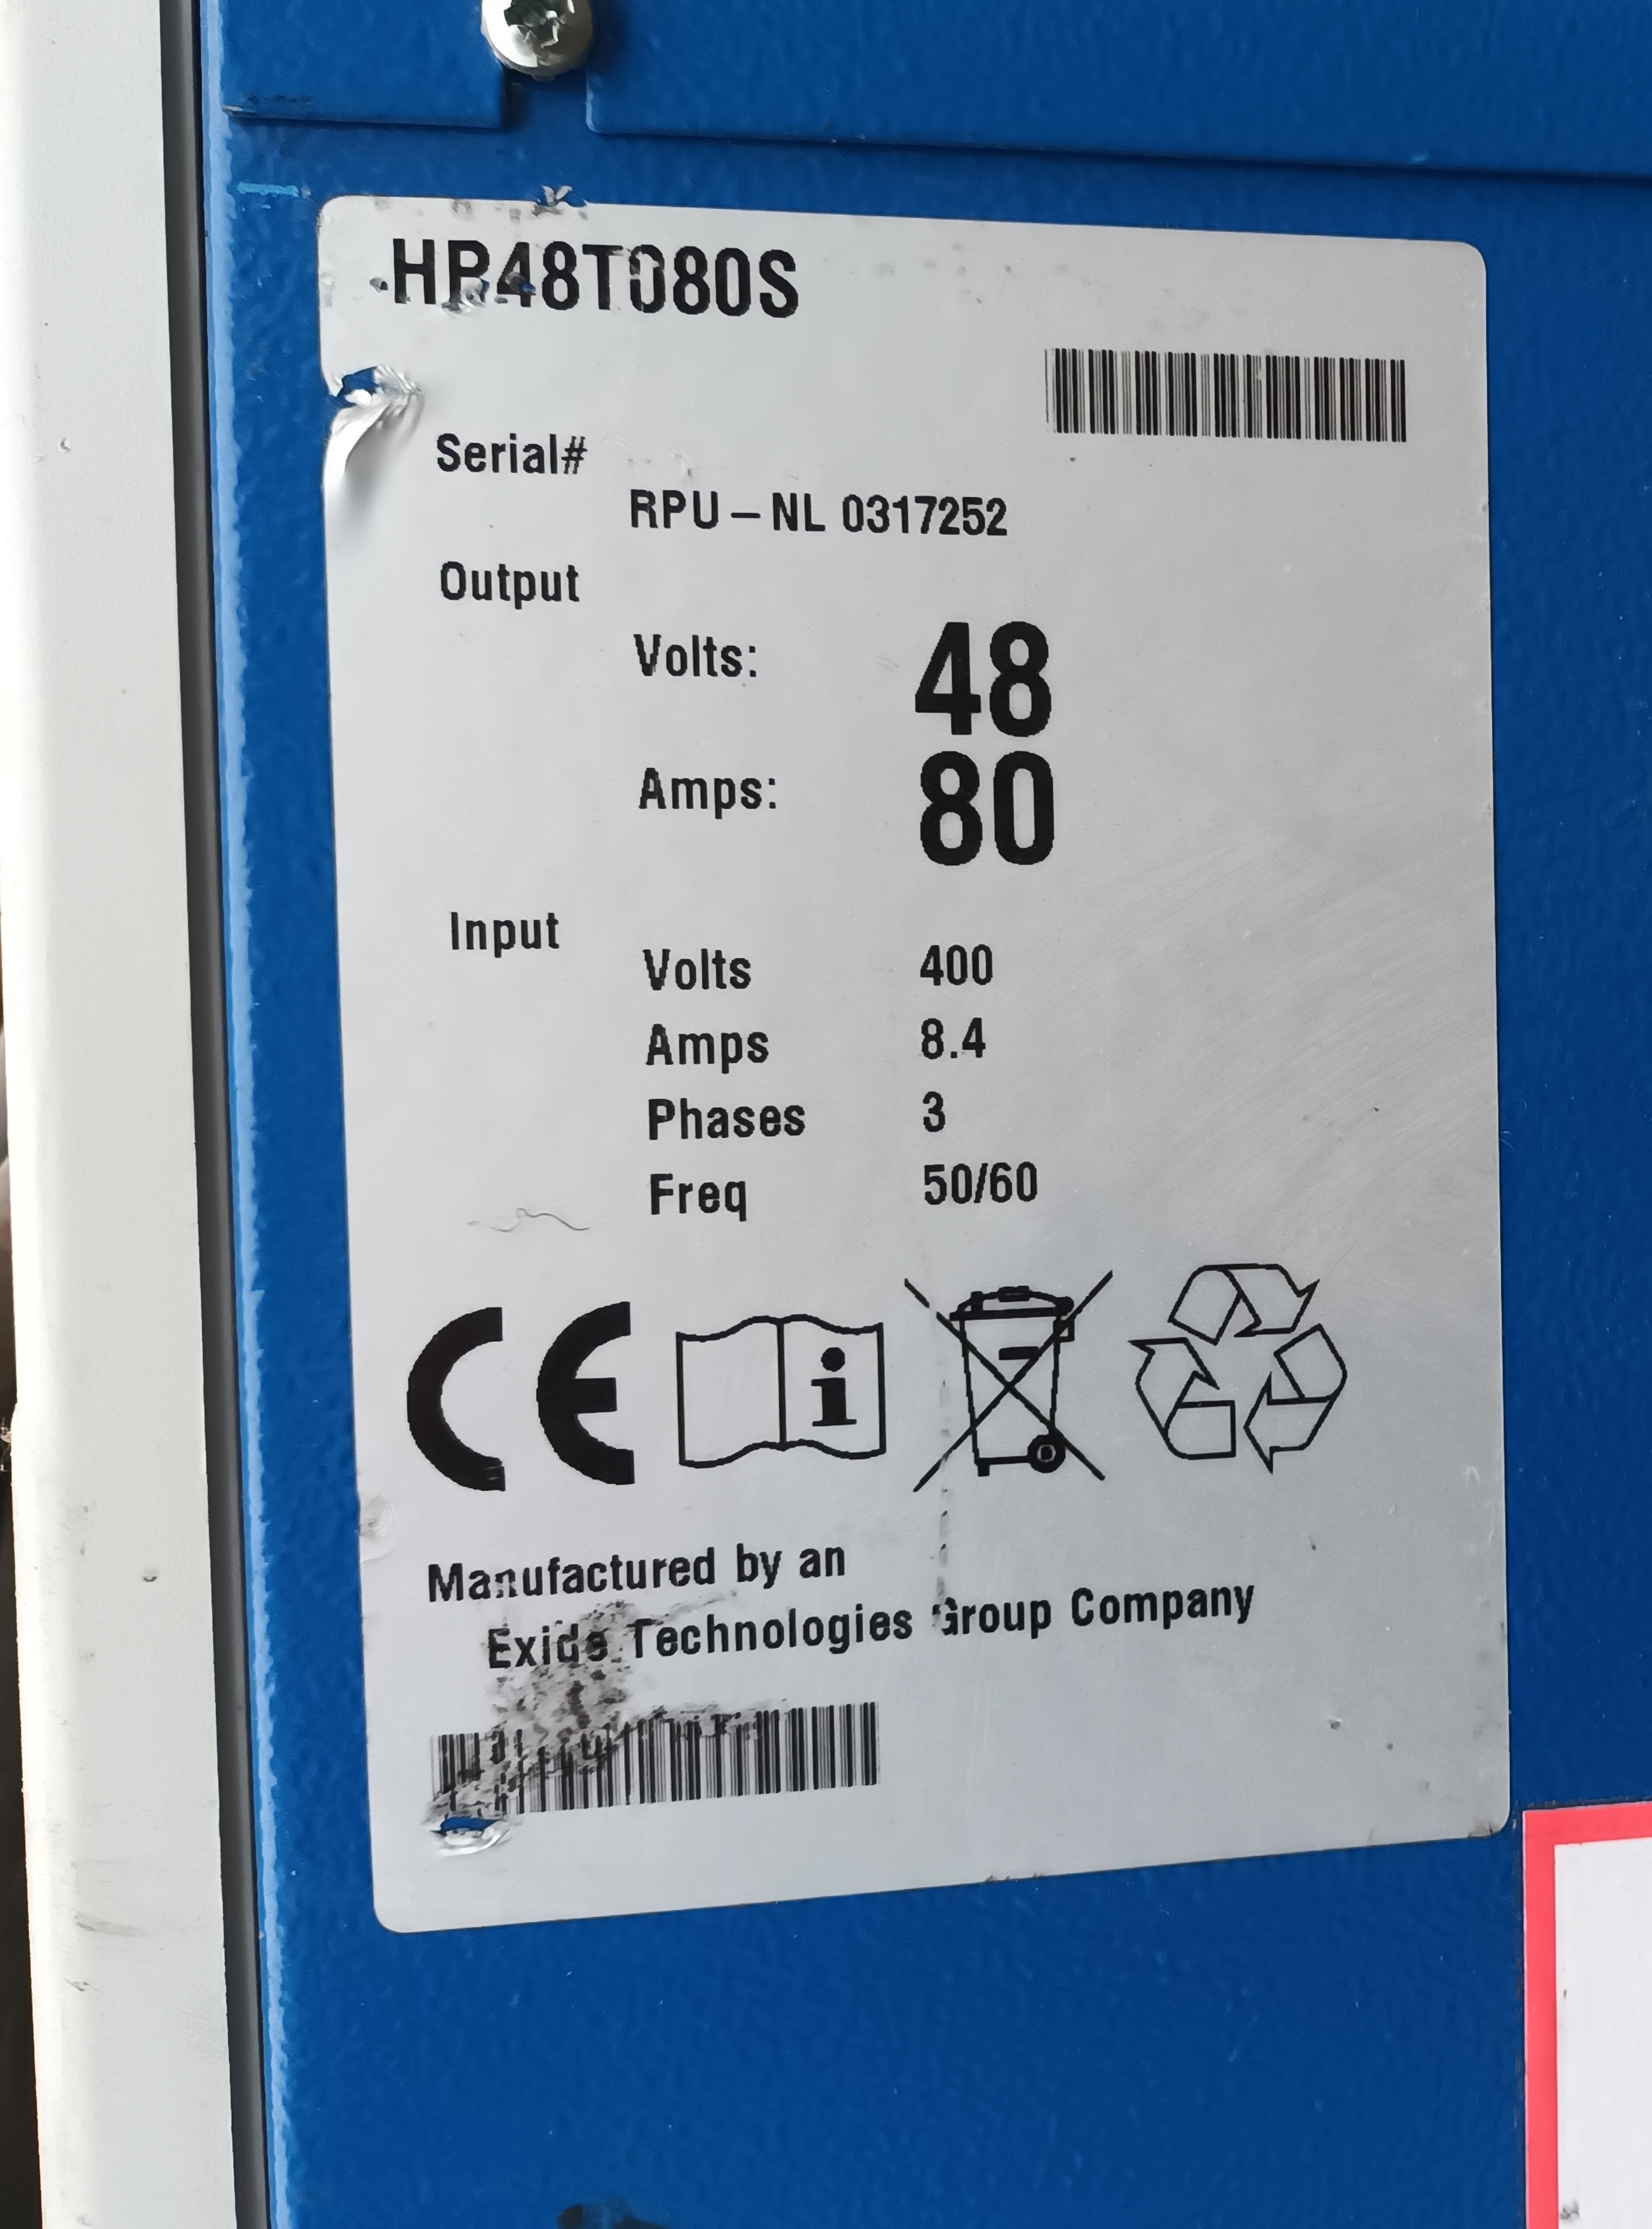 Serial#
RPU – NL 0317252
Output
Volts: 48
Amps: 80
Input
Volts 400
Amps 8.4
Phases 3
Freq 50/60
CE
i
Manufactured by an
Exide Technologies Group Company